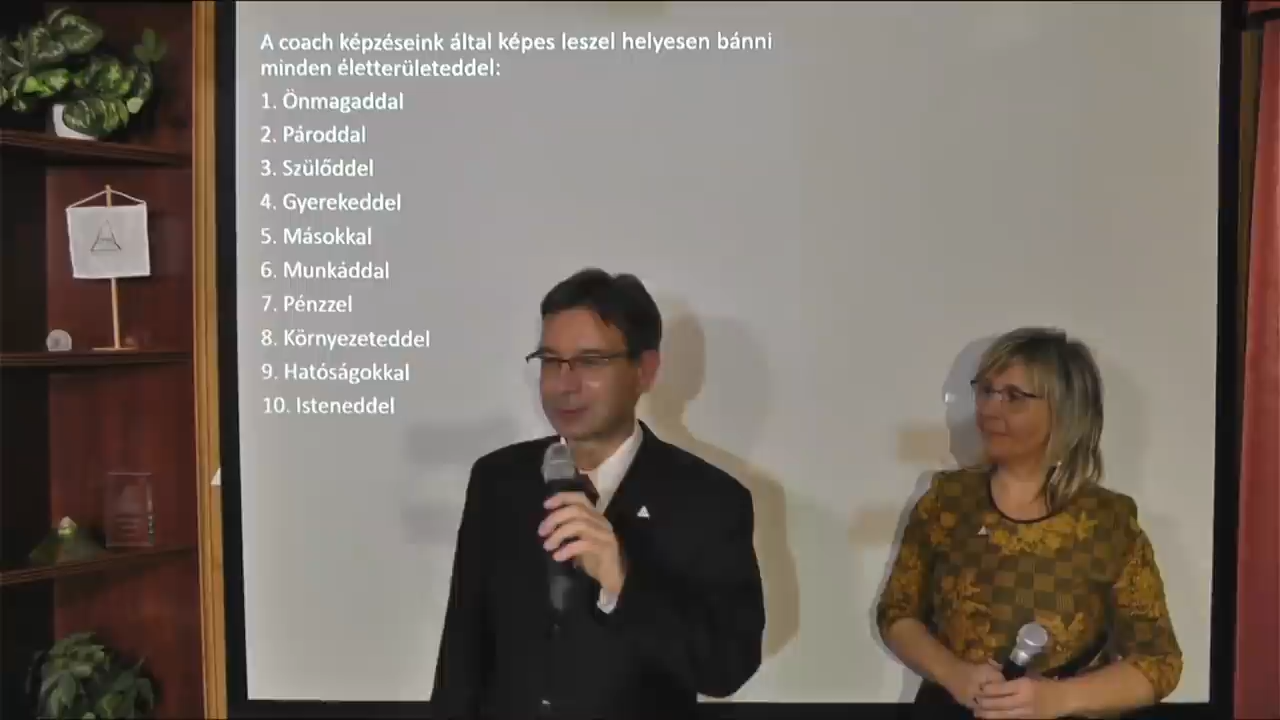 A coach képzéseink által képes leszel helyesen bánni
minden életterületeddel:
1. Önmagaddal
2. Pároddal
3. Szülőddel
4. Gyerekeddel
5. Másokkal
6. Munkáddal
7. Pénzzel
8. Környezeteddel
9. Hatóságokkal
10. Isteneddel